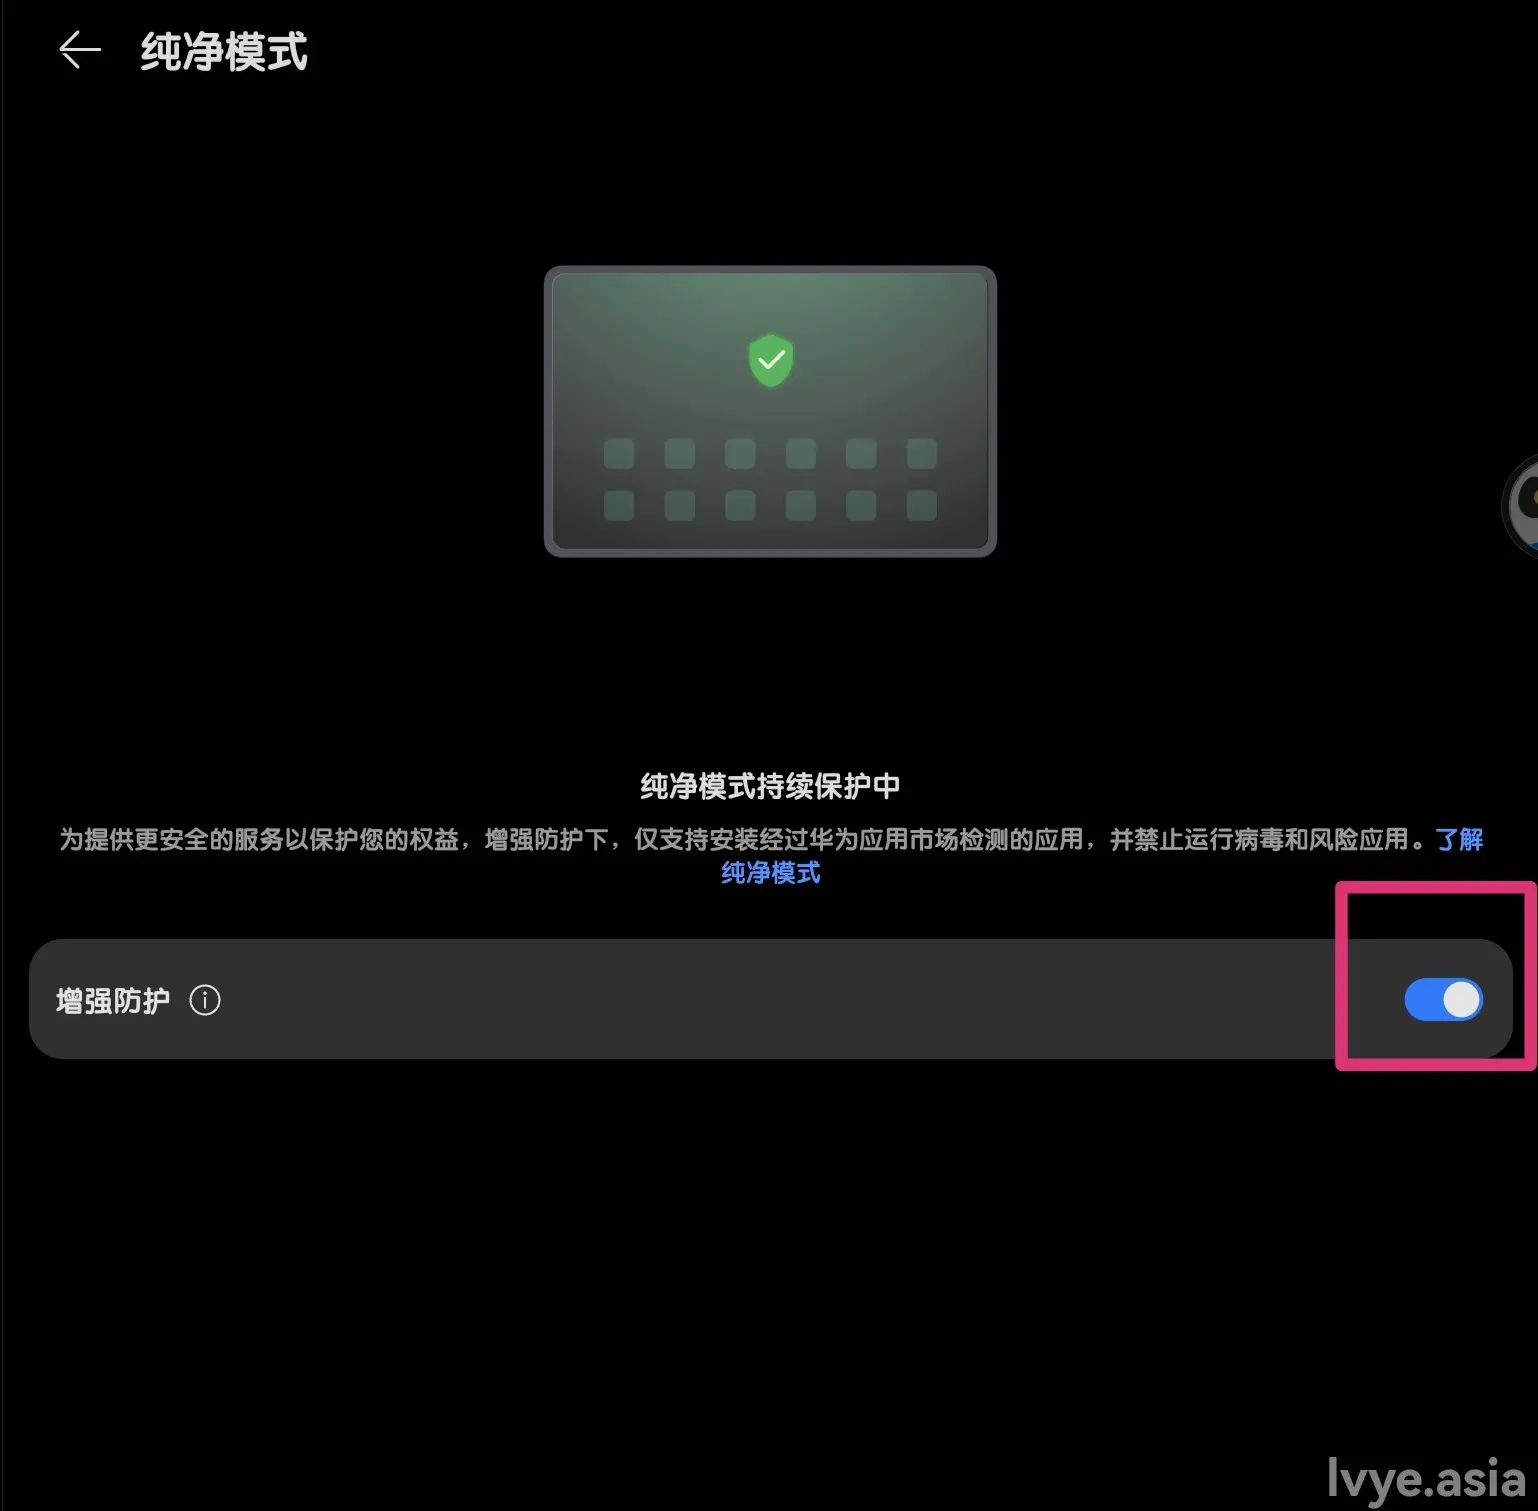 纯净模式
纯净模式持续保护中
为提供更安全的服务以保护您的权益，增强防护下，仅支持安装经过华为应用市场检测的应用，并禁止运行病毒和风险应用。了解
纯净模式
增强防护
lvye.asia